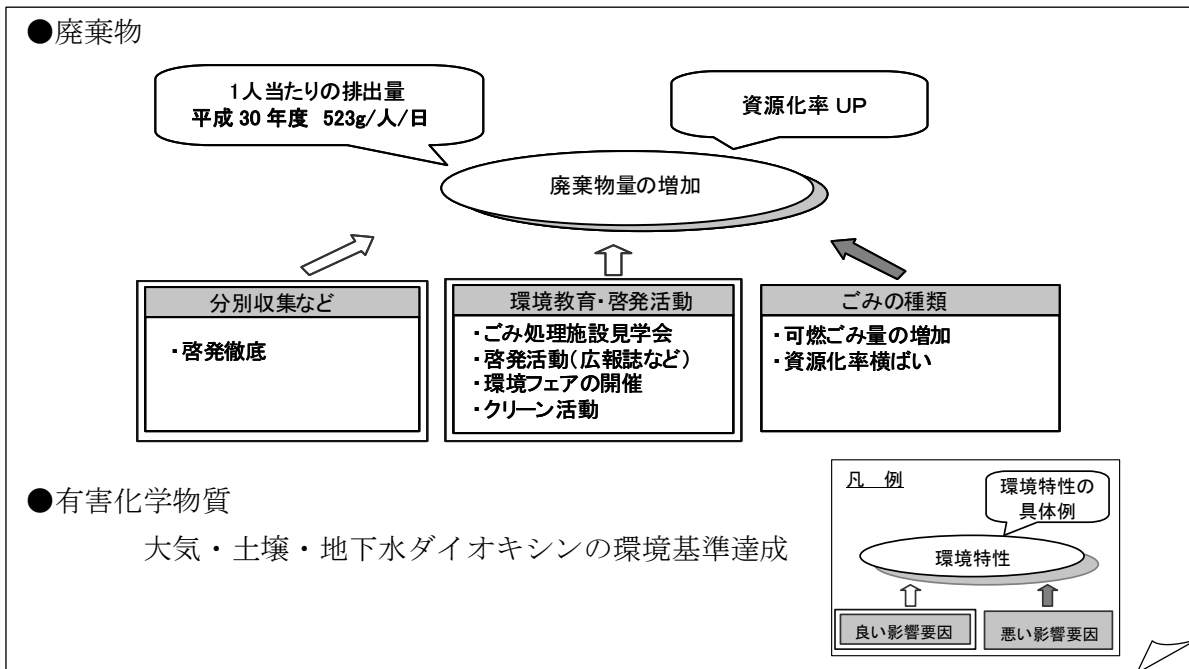 ●廃棄物
1人当たりの排出量
平成 30 年度 523g/人/日
資源化率 UP
廃棄物量の増加
分別収集など
・啓発徹底
環境教育・啓発活動
・ごみ処理施設見学会
・啓発活動(広報誌など)
・環境フェアの開催
・クリーン活動
ごみの種類
・可燃ごみ量の増加
・資源化率横ばい
●有害化学物質
大気・土壌・地下水ダイオキシンの環境基準達成
凡 例
環境特性の
具体例
環境特性
良い影響要因
悪い影響要因